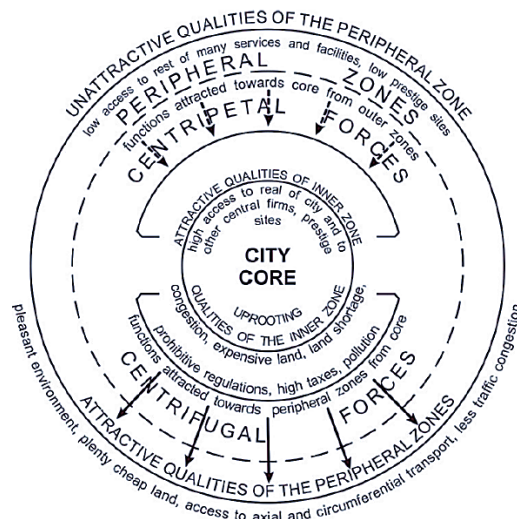 UNATTRACTIVE QUALITIES OF THE PERIPHERAL ZONE
low access to rest of many services and facilities, low prestige sites
PERIPHERAL ZONES
functions attracted towards core from outer zones
CENTRIPETAL FORCES
ATTRACTIVE QUALITIES OF INNER ZONE
high access to real of city and to
other central firms, prestige
sites
CITY
CORE
UPROOTING
QUALITIES OF THE INNER ZONE
congestion, expensive land, land shortage,
prohibitive regulations, high taxes, pollution
functions attracted towards peripheral zones from core
CENTRIFUGAL FORCES
ATTRACTIVE QUALITIES OF THE PERIPHERAL ZONES
pleasant environment, plenty cheap land, access to axial and circumferential transport, less traffic congestion